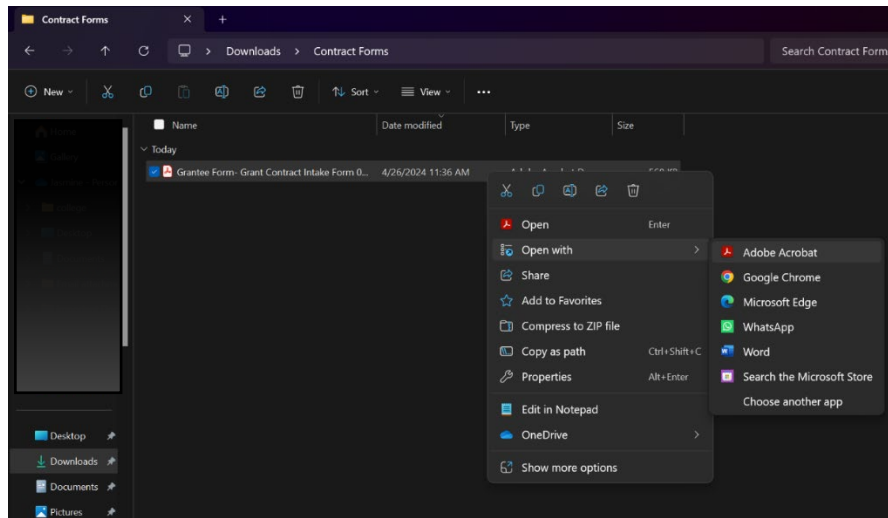 Contract Forms
Downloads > Contract Forms
Search Contract Form
New
Sort
View
Name
Date modified
Type
Size
Today
Grantee Form- Grant Contract Intake Form 0...
4/26/2024 11:36 AM
Open
Enter
Open with
Share
Add to Favorites
Compress to ZIP file
Copy as path
Ctrl+Shift+C
Properties
Alt+Enter
Edit in Notepad
OneDrive
Show more options
Adobe Acrobat
Google Chrome
Microsoft Edge
WhatsApp
Word
Search the Microsoft Store
Choose another app
Home
Gallery
Desktop
Downloads
Documents
Pictures